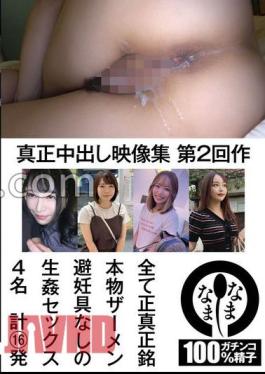 真正中出し映像集 第2回作
全て正真正銘
本物ザーメン
避妊具なしの
生姦セックス
4名 計⑯発
なまなま
ガチンコ
100%精子